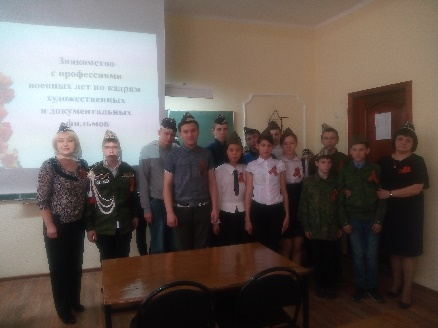 Знакомство
с профессиями
военных лет по кадрам
художественных
и документальных
фильмов